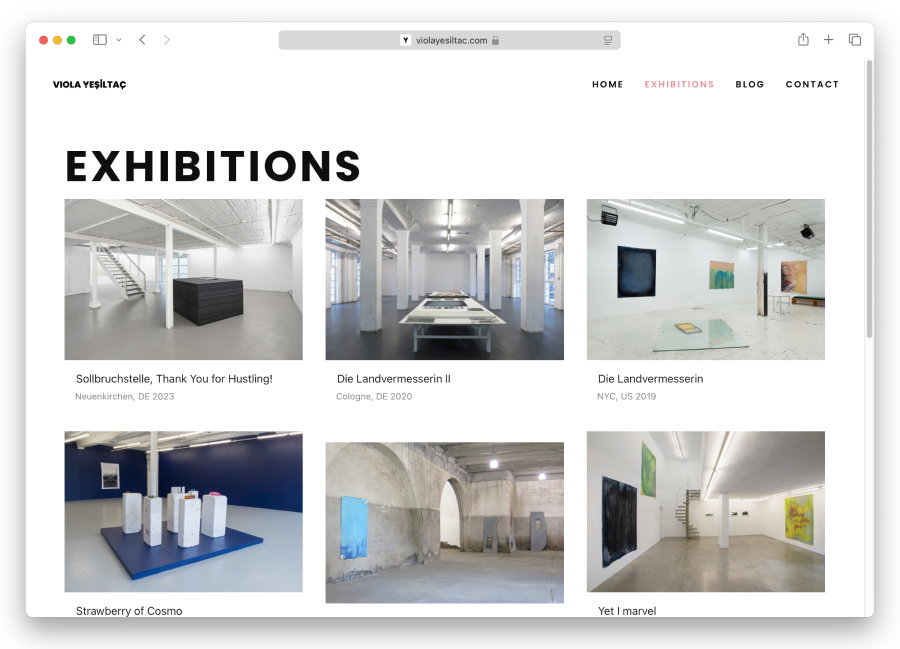 Y violayesiltac.com
VIOLA YEŞİLTAÇ
HOME EXHIBITIONS BLOG CONTACT
EXHIBITIONS
Sollbruchstelle, Thank You for Hustling!
Neuenkirchen, DE 2023
Die Landvermesserin II
Cologne, DE 2020
Die Landvermesserin
NYC, US 2019
Strawberry of Cosmo
Yet I marvel